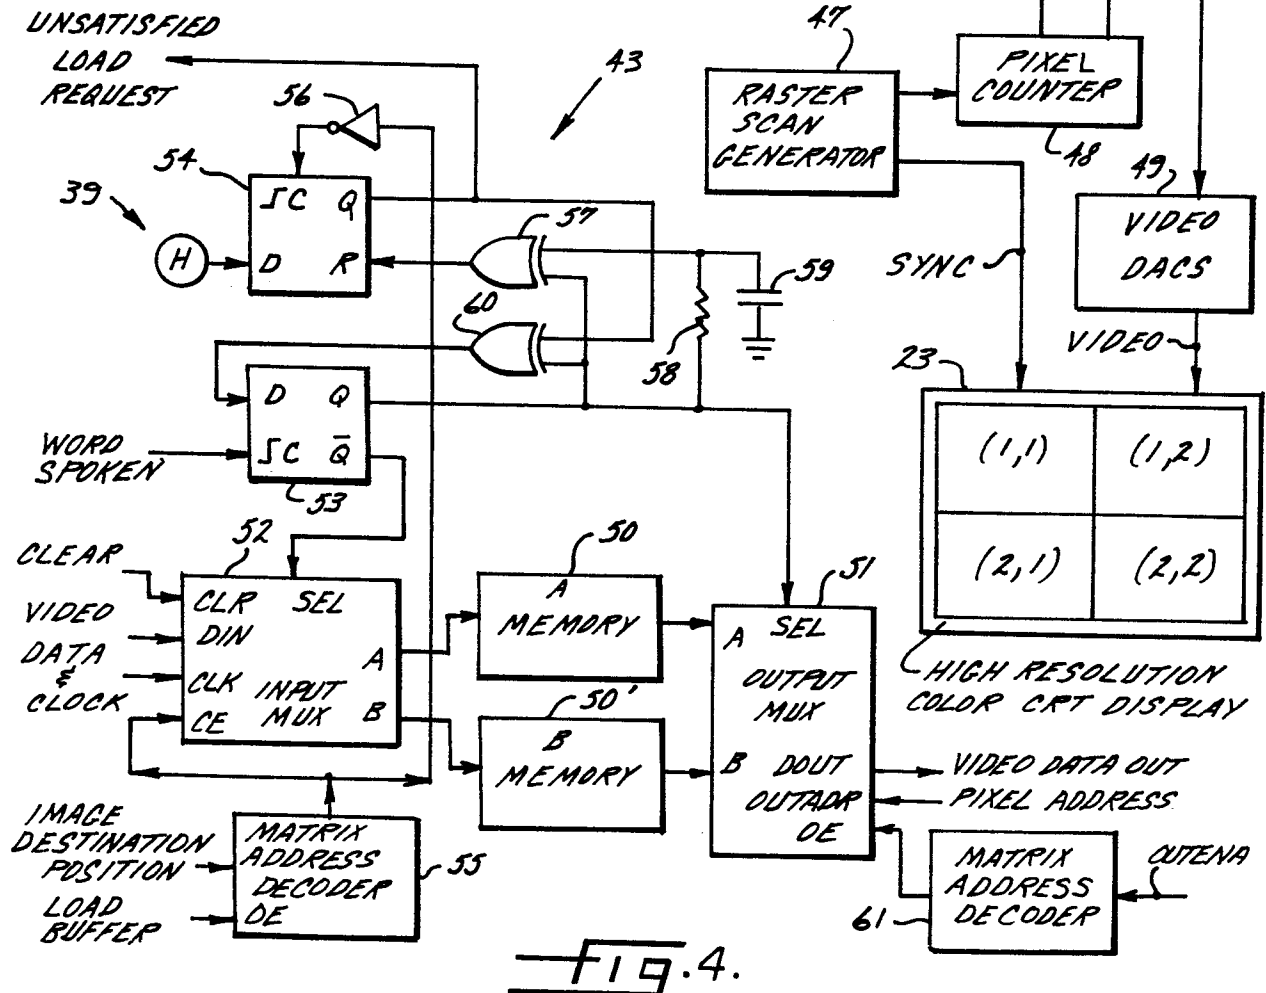 UNSATISFIED
LOAD
REQUEST
56
43
47
RASTER
SCAN
GENERATOR
PIXEL
COUNTER
48
49
VIDEO
DACS
54
39
H
C Q
D R
57
60
58
59
SYNC
VIDEO
23
(1,1) (1,2)
(2,1) (2,2)
HIGH RESOLUTION
COLOR CRT DISPLAY
D Q
C Q̅
53
WORD
SPOKEN
52
CLEAR
VIDEO
DATA
&
CLOCK
CLR SEL
DIN
A
CLK
INPUT
MUX
B
CE
50
A
MEMORY
50'
B
MEMORY
51
SEL
A
OUTPUT
MUX
B DOUT
OUTADR
OE
VIDEO DATA OUT
PIXEL ADDRESS
IMAGE
DESTINATION
POSITION
LOAD
BUFFER
MATRIX
ADDRESS
DECODER
OE
55
MATRIX
ADDRESS
DECODER
61
OUTENA
Fig. 4.